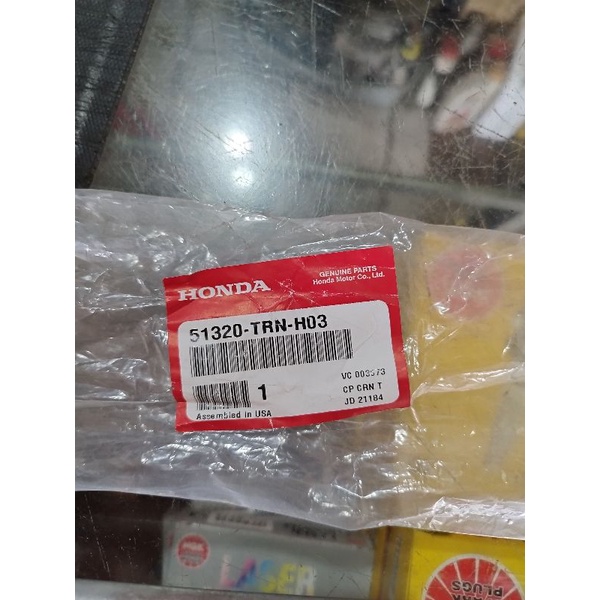 HONDA
GENUINE PARTS
Honda Motor Co., Ltd.
51320-TRN-H03
VC 003573
1
CP CRN T
JD 21184
Assembled in USA
LASER
PLUGS